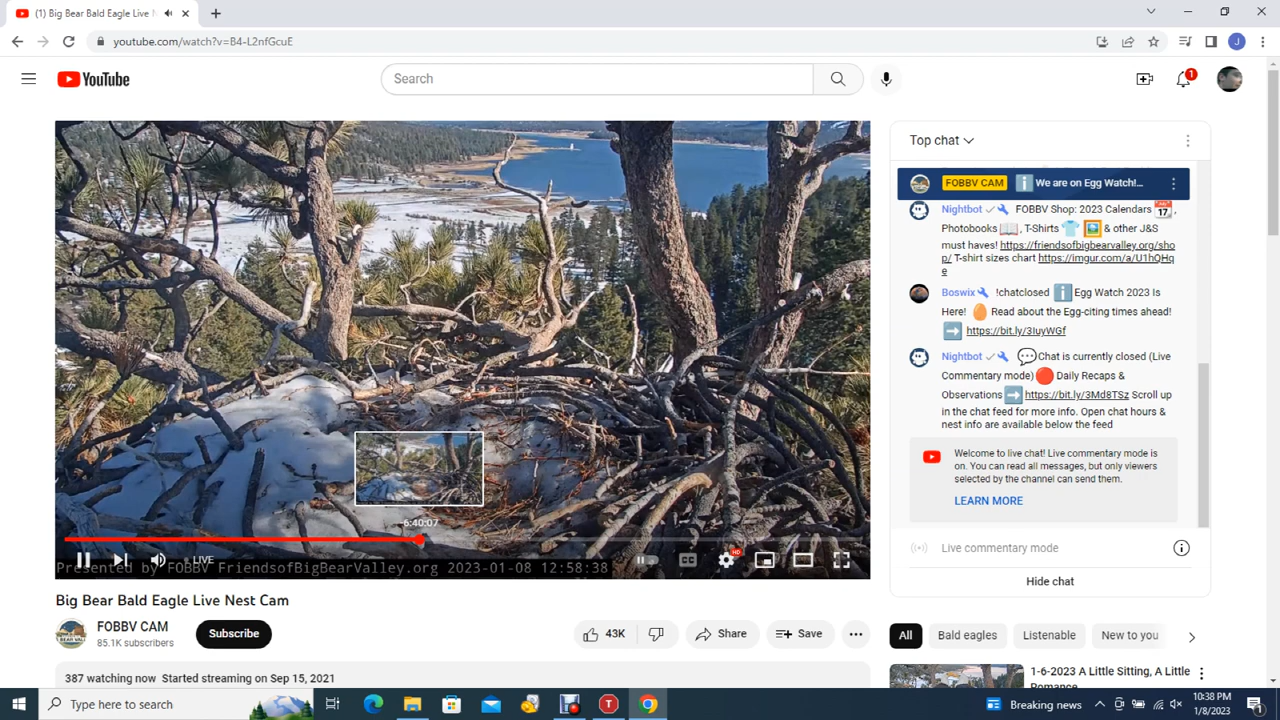 (1) Big Bear Bald Eagle Live N
youtube.com/watch?v=B4-L2nfGcuE
J
YouTube
Search
1
Top chat
FOBBV CAM We are on Egg Watch!...
Nightbot FOBBV Shop: 2023 Calendars ,
Photobooks , T-Shirts & other J&S
must haves! https://friendsofbigbearvalley.org/sho
p/ T-shirt sizes chart https://imgur.com/a/U1hQHq
e
Boswix !chatclosed Egg Watch 2023 Is
Here! Read about the Egg-citing times ahead!
https://bit.ly/3IuyWGf
Nightbot Chat is currently closed (Live
Commentary mode) Daily Recaps &
Observations https://bit.ly/3Md8TSz Scroll up
in the chat feed for more info. Open chat hours &
nest info are available below the feed
Welcome to live chat! Live commentary mode is
on. You can read all messages, but only viewers
selected by the channel can send them.
LEARN MORE
Live commentary mode
Hide chat
-6:40:07
LIVE
CC
HD
Presented by FOBBV FriendsofBigBearValley.org 2023-01-08 12:58:38
Big Bear Bald Eagle Live Nest Cam
FOBBV CAM
85.1K subscribers
Subscribe
43K
Share
Save
387 watching now Started streaming on Sep 15, 2021
All
Bald eagles
Listenable
New to you
1-6-2023 A Little Sitting, A Little
Romance
Type here to search
T
Breaking news
10:38 PM
1/8/2023
1